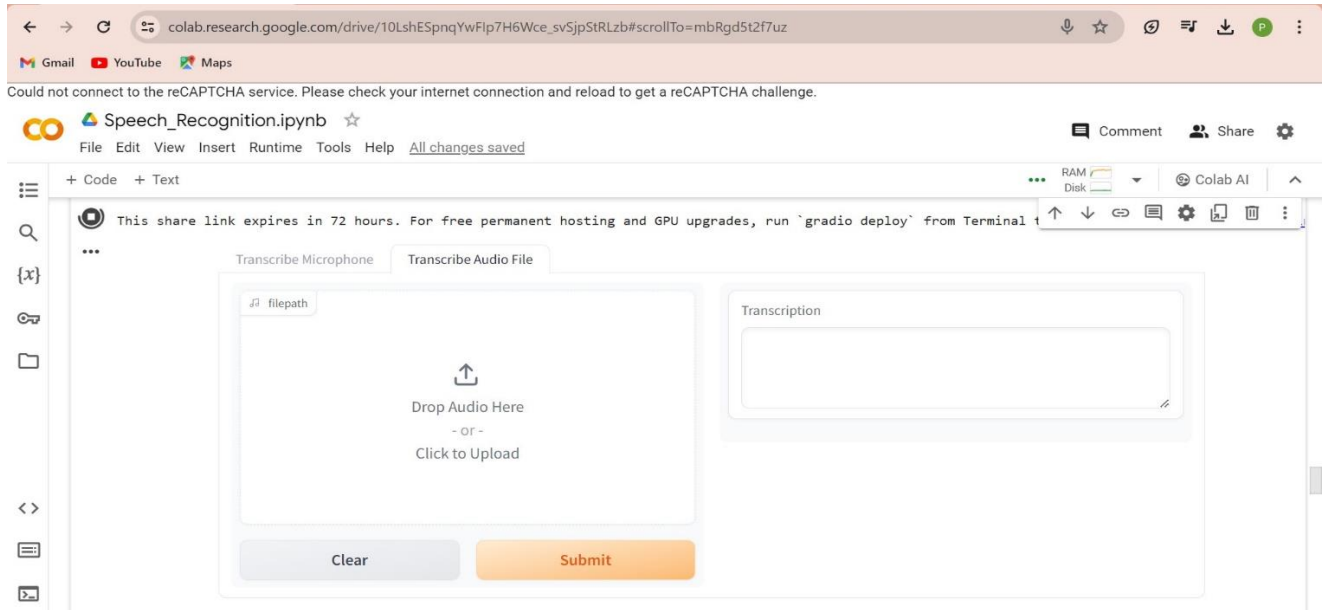 colab.research.google.com/drive/10LshESpnqYwFlp7H6Wce_svSjpStRLzb#scrollTo=mbRgd5t2f7uz
P
Gmail YouTube Maps
Could not connect to the reCAPTCHA service. Please check your internet connection and reload to get a reCAPTCHA challenge.
CO Speech_Recognition.ipynb Comment Share
File Edit View Insert Runtime Tools Help All changes saved
+ Code + Text RAM Disk Colab AI
This share link expires in 72 hours. For free permanent hosting and GPU upgrades, run `gradio deploy` from Terminal
{x}
Transcribe Microphone Transcribe Audio File
filepath
Transcription
Drop Audio Here
- or -
Click to Upload
Clear Submit